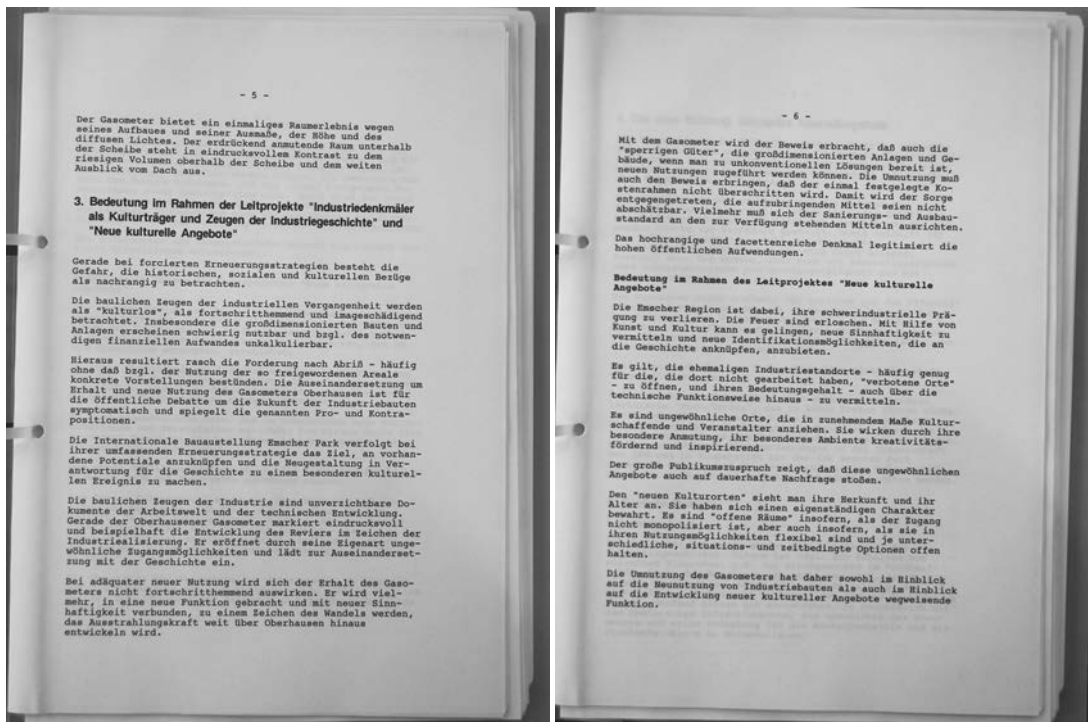 - 5 -
Der Gasometer bietet ein einmaliges Raumerlebnis wegen
seines Aufbaues und seiner Ausmaße, der Höhe und des
diffusen Lichtes. Der erdrückend anmutende Raum unterhalb
der Scheibe steht in eindrucksvollem Kontrast zu dem
riesigen Volumen oberhalb der Scheibe und dem weiten
Ausblick vom Dach aus.
3. Bedeutung im Rahmen der Leitprojekte "Industriedenkmäler
als Kulturträger und Zeugen der Industriegeschichte" und
"Neue kulturelle Angebote"
Gerade bei forcierten Erneuerungsstrategien besteht die
Gefahr, die historischen, sozialen und kulturellen Bezüge
als nachrangig zu betrachten.
Die baulichen Zeugen der industriellen Vergangenheit werden
als "kulturlos", als fortschritthemmend und imageschädigend
betrachtet. Insbesondere die großdimensionierten Bauten und
Anlagen erscheinen schwierig nutzbar und bzgl. des notwen-
digen finanziellen Aufwandes unkalkulierbar.
Hieraus resultiert rasch die Forderung nach Abriß - häufig
ohne daß bzgl. der Nutzung der so freigewordenen Areale
konkrete Vorstellungen bestünden. Die Auseinandersetzung um
Erhalt und neue Nutzung des Gasometers Oberhausen ist für
die öffentliche Debatte um die Zukunft der Industriebauten
symptomatisch und spiegelt die genannten Pro- und Kontra-
positionen.
Die Internationale Bauaustellung Emscher Park verfolgt bei
ihrer umfassenden Erneuerungsstrategie das Ziel, an vorhan-
dene Potentiale anzuknüpfen und die Neugestaltung in Ver-
antwortung für die Geschichte zu einem besonderen kulturel-
len Ereignis zu machen.
Die baulichen Zeugen der Industrie sind unverzichtbare Do-
kumente der Arbeitswelt und der technischen Entwicklung.
Gerade der Oberhausener Gasometer markiert eindrucksvoll
und beispielhaft die Entwicklung des Reviers im Zeichen der
Industriealisierung. Er eröffnet durch seine Eigenart unge-
wöhnliche Zugangsmöglichkeiten und lädt zur Auseinanderset-
zung mit der Geschichte ein.
Bei adäquater neuer Nutzung wird sich der Erhalt des Gaso-
meters nicht fortschritthemmend auswirken. Er wird viel-
mehr, in eine neue Funktion gebracht und mit neuer Sinn-
haftigkeit verbunden, zu einem Zeichen des Wandels werden,
das Ausstrahlungskraft weit über Oberhausen hinaus
entwickeln wird.
- 6 -
Mit dem Gasometer wird der Beweis erbracht, daß auch die
"sperrigen Güter", die großdimensionierten Anlagen und Ge-
bäude, wenn man zu unkonventionellen Lösungen bereit ist,
neuen Nutzungen zugeführt werden können. Die Umnutzung muß
auch den Beweis erbringen, daß der einmal festgelegte Ko-
stenrahmen nicht überschritten wird. Damit wird der Sorge
entgegengetreten, die aufzubringenden Mittel seien nicht
abschätzbar. Vielmehr muß sich der Sanierungs- und Ausbau-
standard an den zur Verfügung stehenden Mitteln ausrichten.
Das hochrangige und facettenreiche Denkmal legitimiert die
hohen öffentlichen Aufwendungen.
Bedeutung im Rahmen des Leitprojektes "Neue kulturelle
Angebote"
Die Emscher Region ist dabei, ihre schwerindustrielle Prä-
gung zu verlieren. Die Feuer sind erloschen. Mit Hilfe von
Kunst und Kultur kann es gelingen, neue Sinnhaftigkeit zu
vermitteln und neue Identifikationsmöglichkeiten, die an
die Geschichte anknüpfen, anzubieten.
Es gilt, die ehemaligen Industriestandorte - häufig genug
für die, die dort nicht gearbeitet haben, "verbotene Orte"
- zu öffnen, und ihren Bedeutungsgehalt - auch über die
technische Funktionsweise hinaus - zu vermitteln.
Es sind ungewöhnliche Orte, die in zunehmendem Maße Kultur-
schaffende und Veranstalter anziehen. Sie wirken durch ihre
besondere Anmutung, ihr besonderes Ambiente kreativitäts-
fördernd und inspirierend.
Der große Publikumszuspruch zeigt, daß diese ungewöhnlichen
Angebote auch auf dauerhafte Nachfrage stoßen.
Den "neuen Kulturorten" sieht man ihre Herkunft und ihr
Alter an. Sie haben sich einen eigenständigen Charakter
bewahrt. Es sind "offene Räume" insofern, als der Zugang
nicht monopolisiert ist, aber auch insofern, als sie in
ihren Nutzungsmöglichkeiten flexibel sind und je unter-
schiedliche, situations- und zeitbedingte Optionen offen
halten.
Die Umnutzung des Gasometers hat daher sowohl im Hinblick
auf die Neunutzung von Industriebauten als auch im Hinblick
auf die Entwicklung neuer kultureller Angebote wegweisende
Funktion.